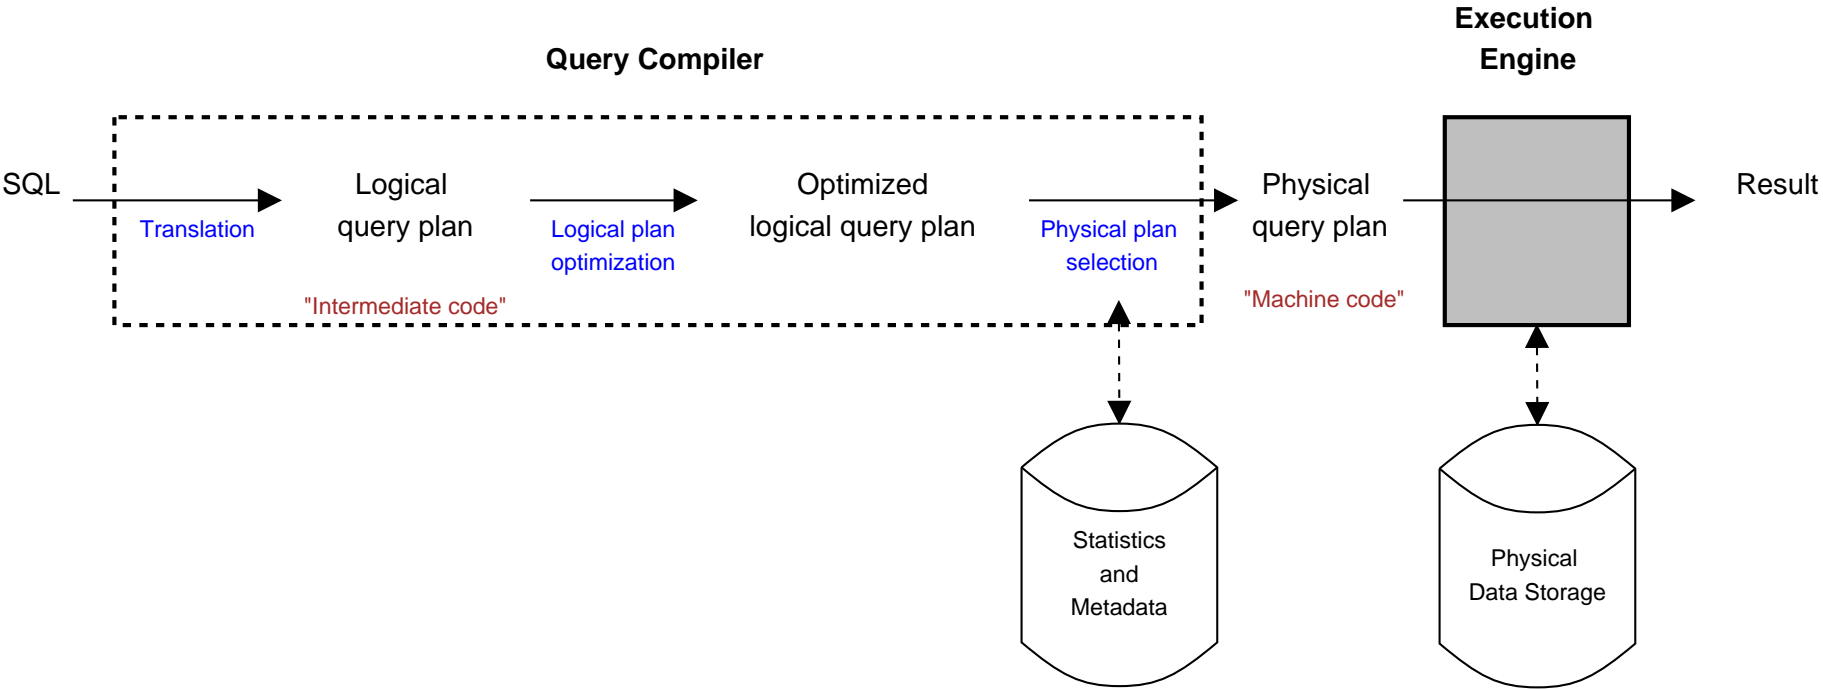 Query Compiler
Execution
Engine
SQL
Translation
Logical
query plan
"Intermediate code"
Logical plan
optimization
Optimized
logical query plan
Physical plan
selection
Physical
query plan
"Machine code"
Result
Statistics
and
Metadata
Physical
Data Storage